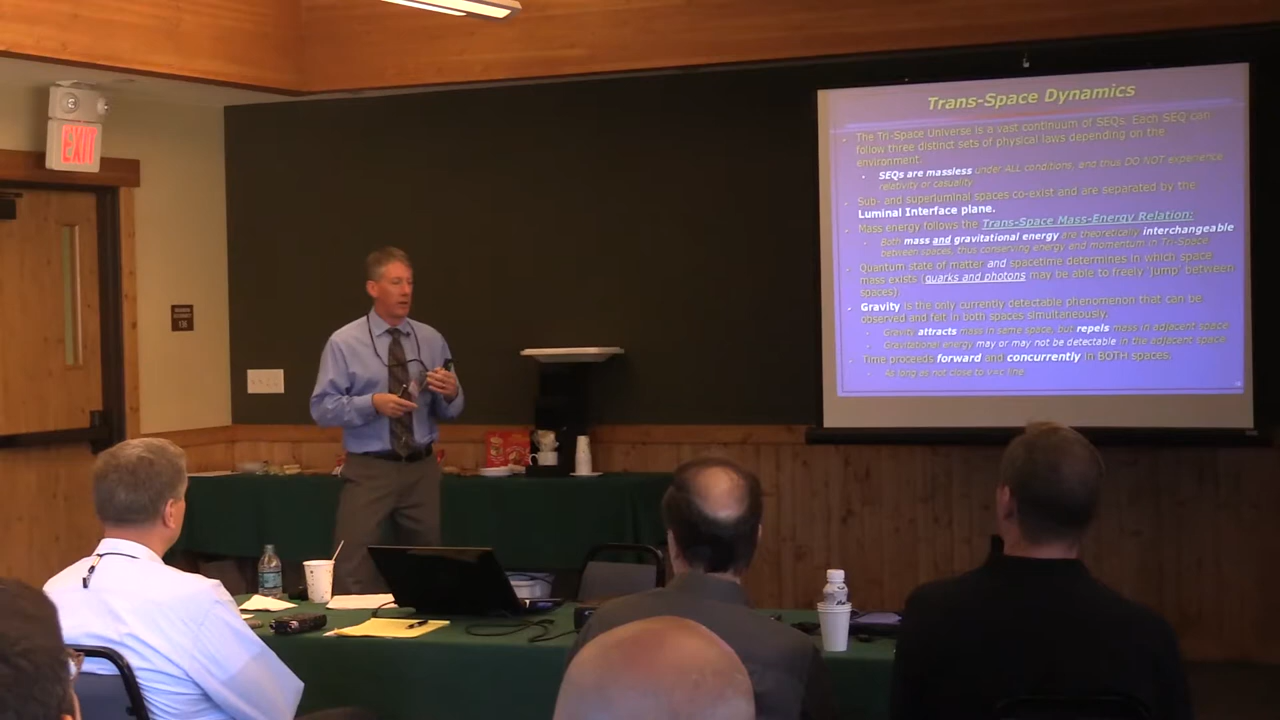 EXIT
Trans-Space Dynamics
The Tri-Space Universe is a vast continuum of SEQs. Each SEQ can
follow three distinct sets of physical laws depending on the
environment.
SEQs are massless under ALL conditions, and thus DO NOT experience
relativity or casuality
Sub- and superluminal spaces co-exist and are separated by the
Luminal Interface plane.
Mass energy follows the Trans-Space Mass-Energy Relation:
Both mass and gravitational energy are theoretically interchangeable
between spaces, thus conserving energy and momentum in Tri-Space.
Quantum state of matter and spacetime determines in which space
mass exists (quarks and photons may be able to freely 'jump' between
spaces)
Gravity is the only currently detectable phenomenon that can be
observed and felt in both spaces simultaneously.
Gravity attracts mass in same space, but repels mass in adjacent space
Gravitational energy may or may not be detectable in the adjacent space
Time proceeds forward and concurrently in BOTH spaces.
As long as not close to v=c line